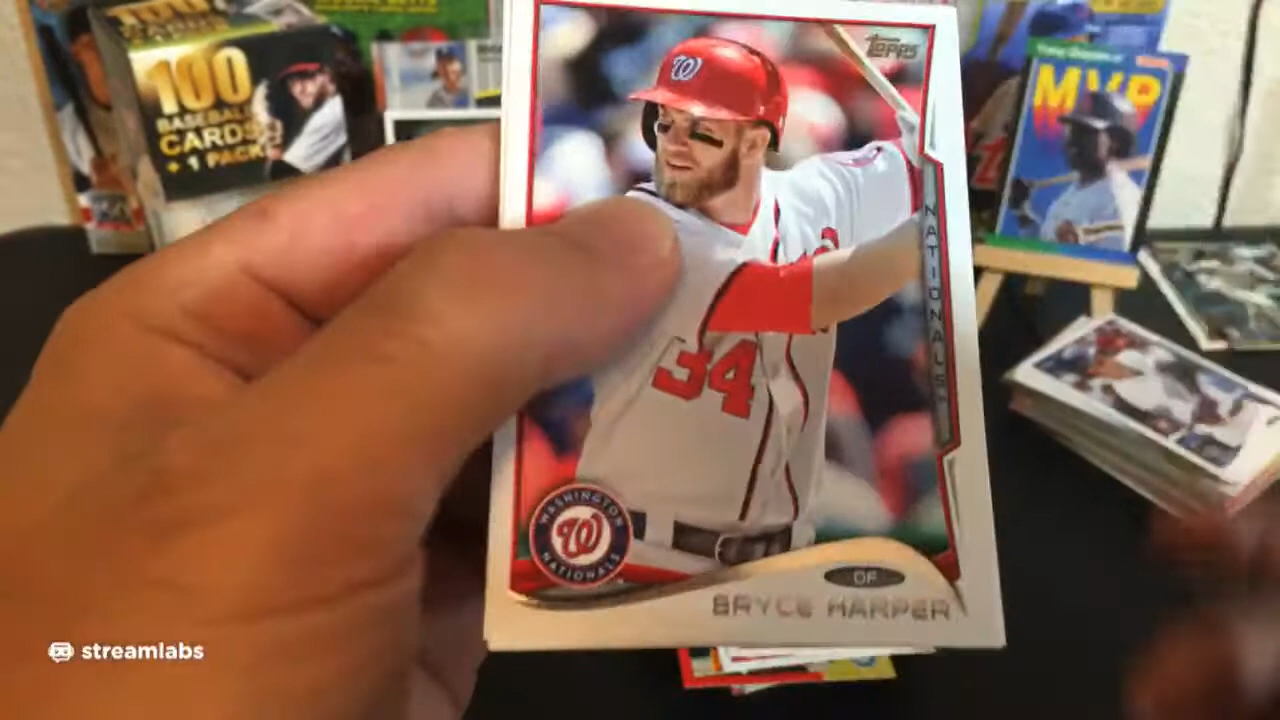 100
BASEBALL
CARDS
+ 1 PACK
TOPPS
W
NATIONALS
34
WASHINGTON
W
NATIONALS
OF
BRYCE HARPER
MVP
streamlabs